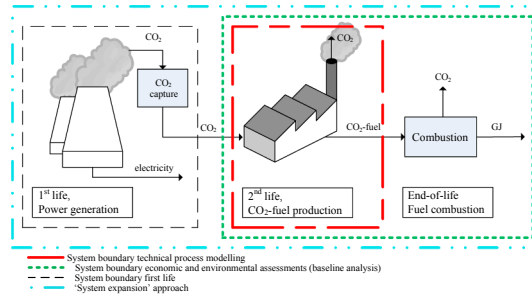 CO2
CO2
capture
CO2
electricity
1st life,
Power generation
CO2
CO2-fuel
2nd life,
CO2-fuel production
CO2
Combustion
GJ
End-of-life
Fuel combustion
System boundary technical process modelling
System boundary economic and environmental assessments (baseline analysis)
System boundary first life
'System expansion' approach